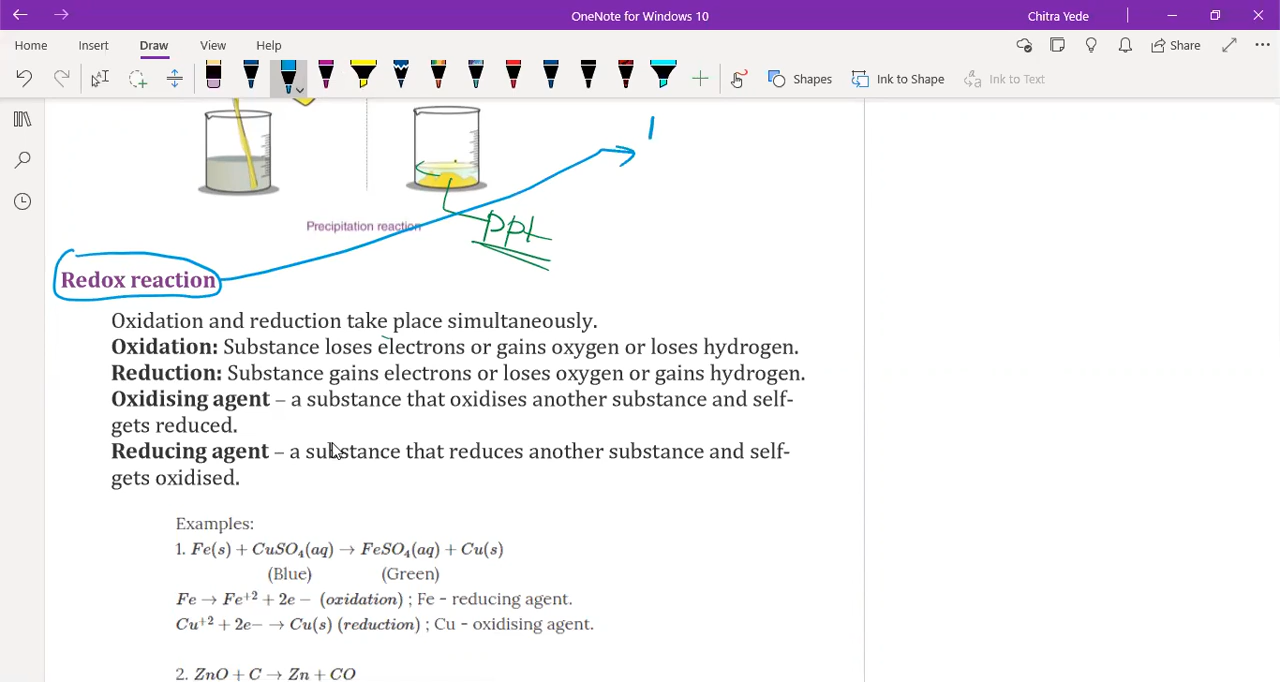 OneNote for Windows 10
Chitra Yede
Home Insert Draw View Help
Share
Shapes Ink to Shape Ink to Text
ppt
Precipitation reaction
Redox reaction
Oxidation and reduction take place simultaneously.
Oxidation: Substance loses electrons or gains oxygen or loses hydrogen.
Reduction: Substance gains electrons or loses oxygen or gains hydrogen.
Oxidising agent – a substance that oxidises another substance and self-
gets reduced.
Reducing agent – a substance that reduces another substance and self-
gets oxidised.
Examples:
1. Fe(s) + CuSO₄(aq) → FeSO₄(aq) + Cu(s)
(Blue) (Green)
Fe → Fe⁺² + 2e − (oxidation) ; Fe - reducing agent.
Cu⁺² + 2e− → Cu(s) (reduction) ; Cu - oxidising agent.
2. ZnO + C → Zn + CO